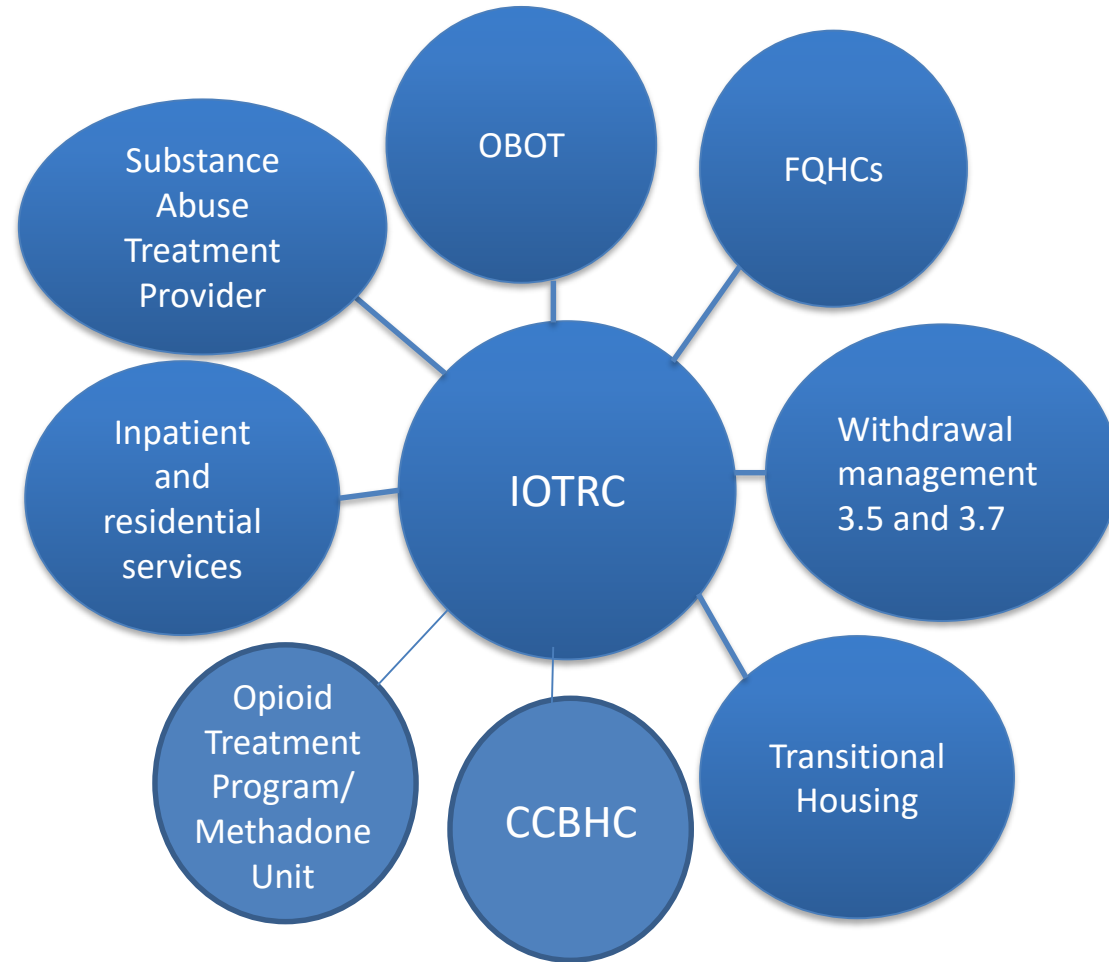 OBOT
FQHCs
Substance
Abuse
Treatment
Provider
Inpatient
and
residential
services
IOTRC
Withdrawal
management
3.5 and 3.7
Opioid
Treatment
Program/
Methadone
Unit
CCBHC
Transitional
Housing